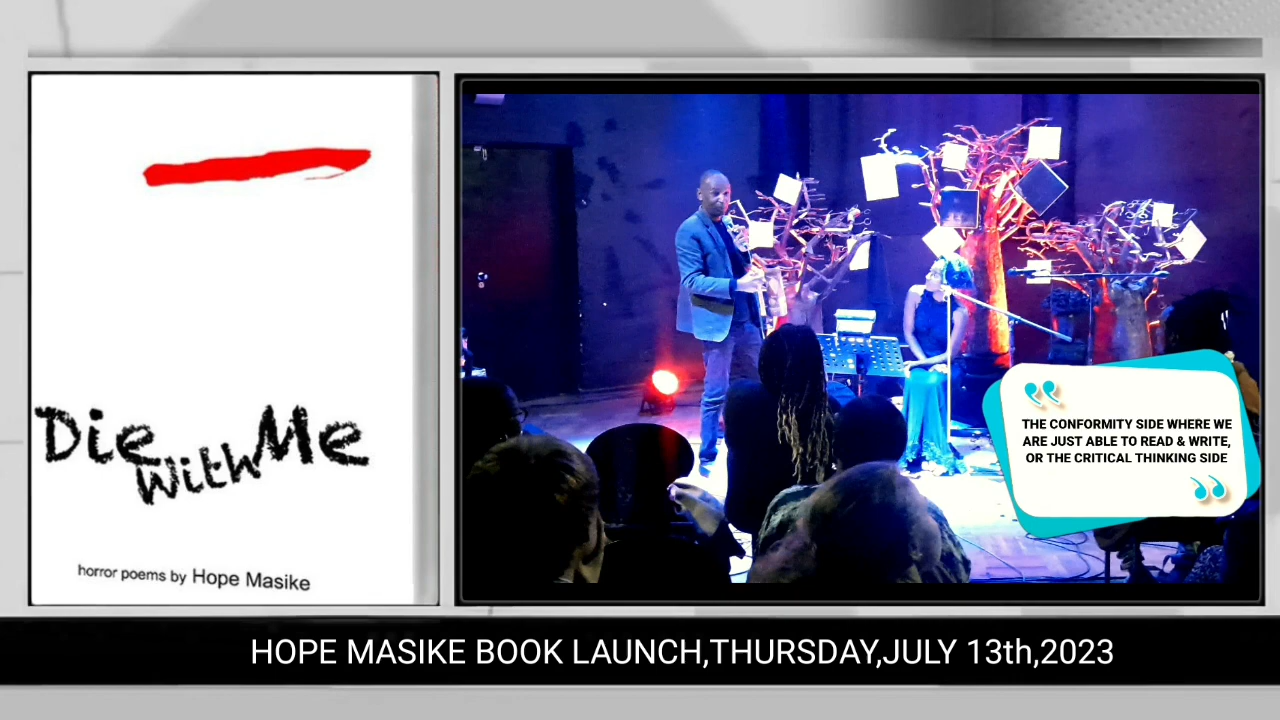 Die
With
Me
horror poems by Hope Masike
THE CONFORMITY SIDE WHERE WE
ARE JUST ABLE TO READ & WRITE,
OR THE CRITICAL THINKING SIDE
HOPE MASIKE BOOK LAUNCH,THURSDAY,JULY 13th,2023